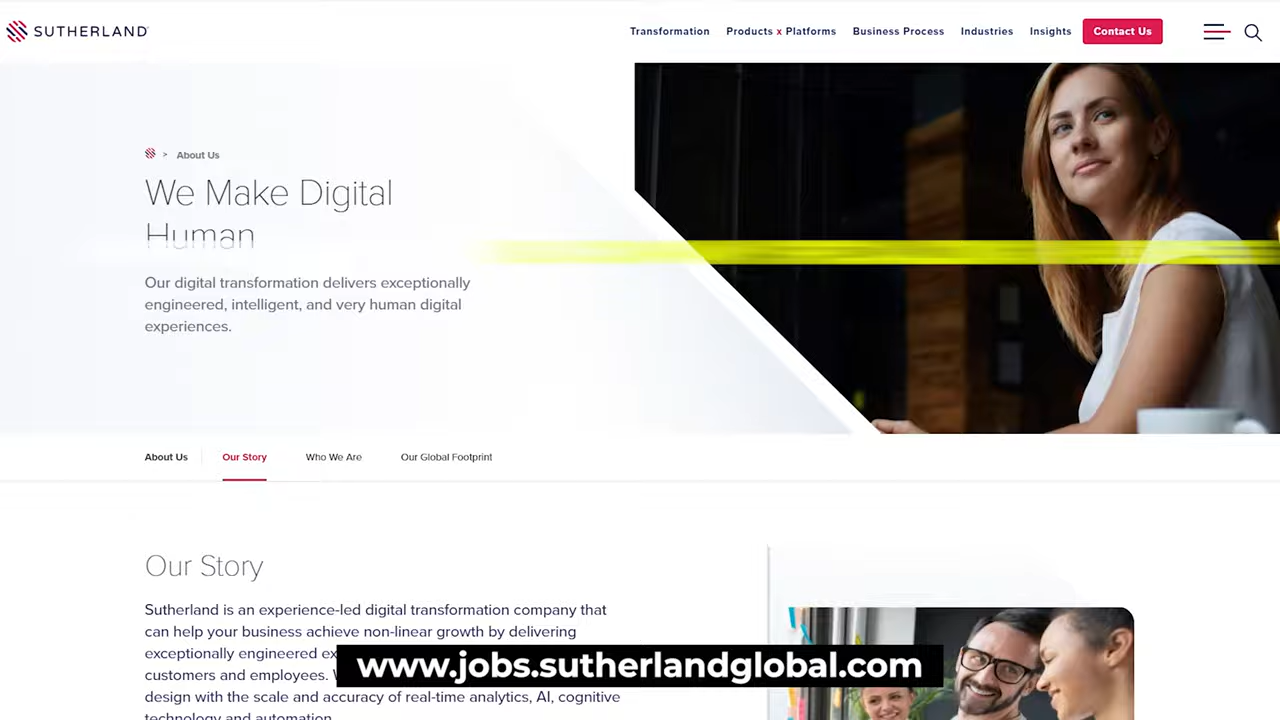 SUTHERLAND
Transformation
Products x Platforms
Business Process
Industries
Insights
Contact Us
> About Us
We Make Digital
Human
Our digital transformation delivers exceptionally
engineered, intelligent, and very human digital
experiences.
About Us
Our Story
Who We Are
Our Global Footprint
Our Story
Sutherland is an experience-led digital transformation company that
can help your business achieve non-linear growth by delivering
exceptionally engineered
customers and employees.
design with the scale and accuracy of real-time analytics, AI, cognitive
technology and automation.
www.jobs.sutherlandglobal.com